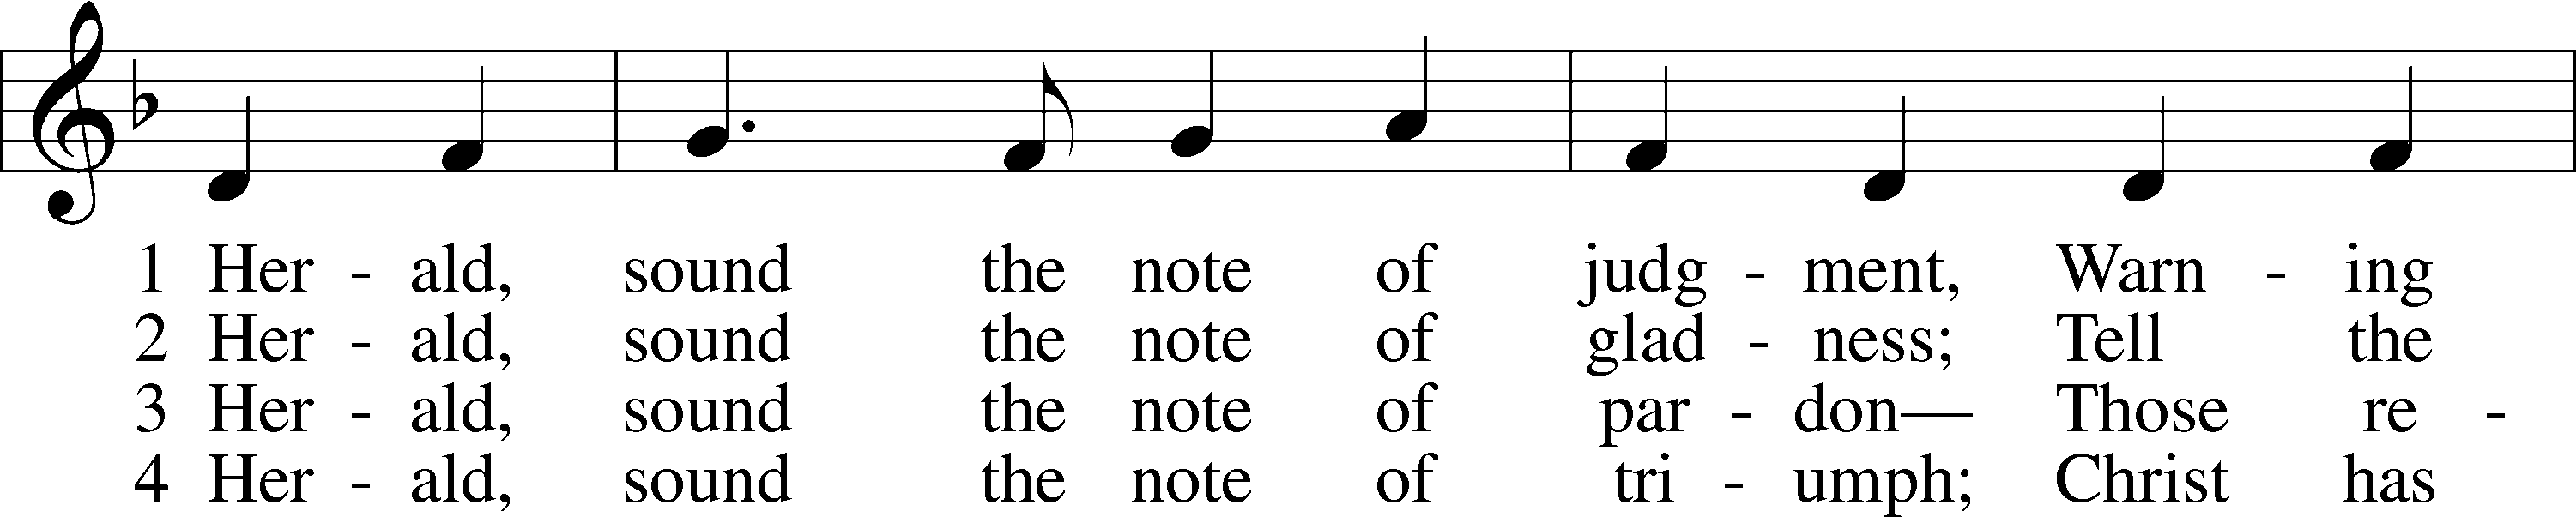 1 Her - ald, sound the note of judg - ment, Warn - ing
2 Her - ald, sound the note of glad - ness; Tell the
3 Her - ald, sound the note of par - don— Those re -
4 Her - ald, sound the note of tri - umph; Christ has